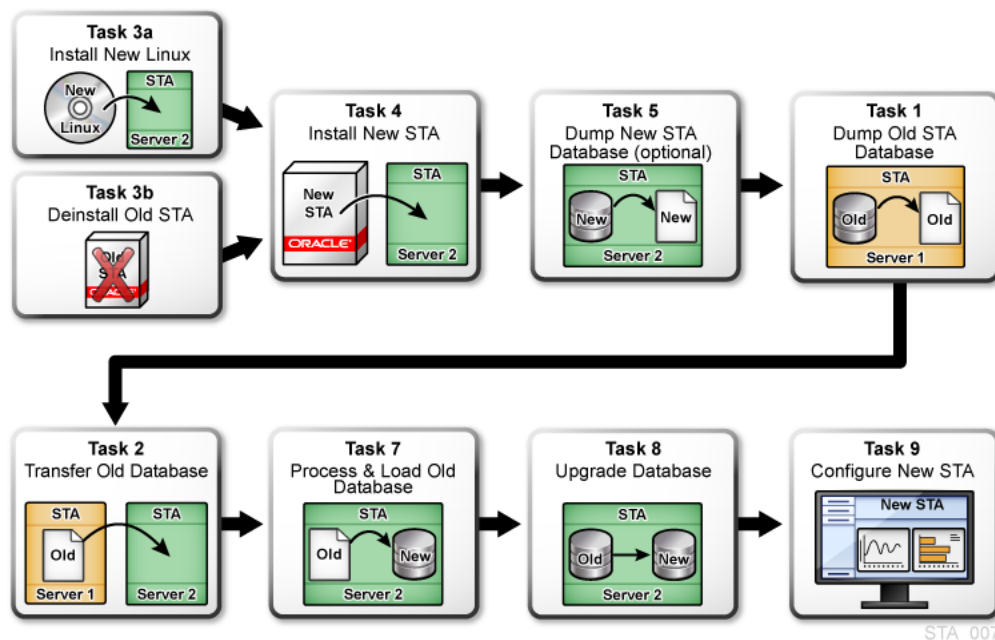 Task 3a
Install New Linux
New
Linux
STA
Server 2
Task 3b
Deinstall Old STA
Old
STA
ORACLE
Task 4
Install New STA
New
STA
ORACLE
STA
Server 2
Task 5
Dump New STA
Database (optional)
STA
New
New
Server 2
Task 1
Dump Old STA
Database
STA
Old
Old
Server 1
Task 2
Transfer Old Database
STA
Old
Server 1
STA
Server 2
Task 7
Process & Load Old
Database
STA
Old
New
Server 2
Task 8
Upgrade Database
STA
Old
New
Server 2
Task 9
Configure New STA
New STA
STA_007